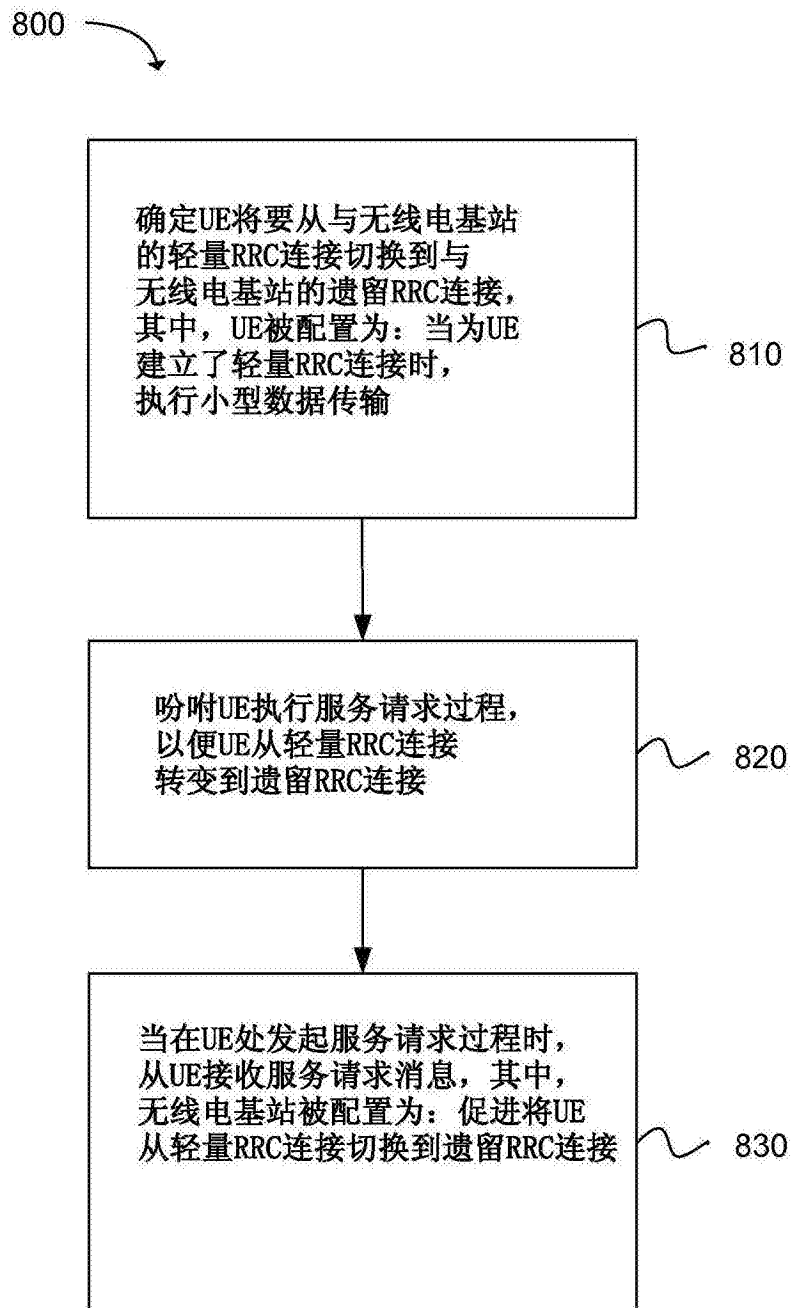 800
确定UE将要从与无线电基站
的轻量RRC连接切换到与
无线电基站的遗留RRC连接，
其中，UE被配置为：当为UE
建立了轻量RRC连接时，
执行小型数据传输
810
吩咐UE执行服务请求过程，
以便UE从轻量RRC连接
转变到遗留RRC连接
820
当在UE处发起服务请求过程时，
从UE接收服务请求消息，其中，
无线电基站被配置为：促进将UE
从轻量RRC连接切换到遗留RRC连接
830